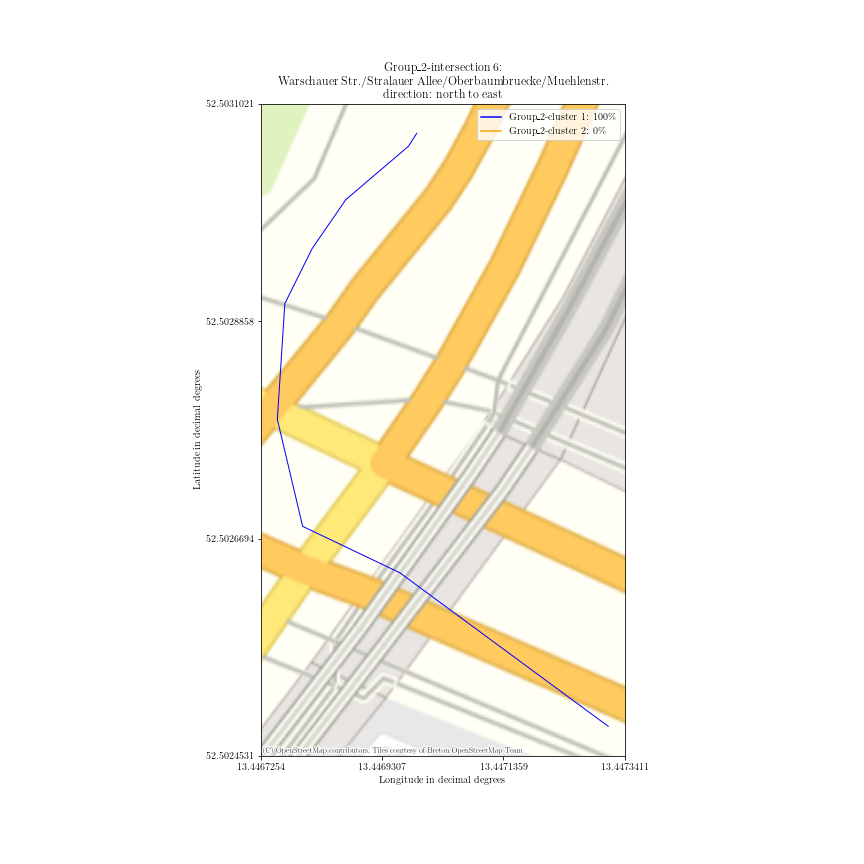 Group_2-intersection 6:
Warschauer Str./Stralauer Allee/Oberbaumbruecke/Muehlenstr.
direction: north to east
52.5031021
Group_2-cluster 1: 100%
Group_2-cluster 2: 0%
52.5028858
Latitude in decimal degrees
52.5026694
52.5024531
(C) OpenStreetMap contributors, Tiles courtesy of Breton OpenStreetMap Team
13.4467254
13.4469307
13.4471359
13.4473411
Longitude in decimal degrees